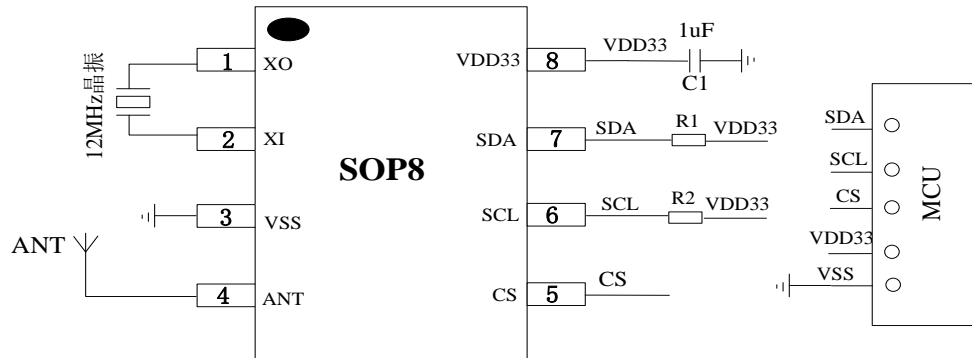 12MHz晶振
1
XO
2
XI
3
VSS
ANT
4
ANT
SOP8
VDD33
8
VDD33
1uF
C1
SDA
7
SDA
R1
VDD33
SCL
6
SCL
R2
VDD33
CS
5
CS
SDA
SCL
CS
VDD33
VSS
MCU